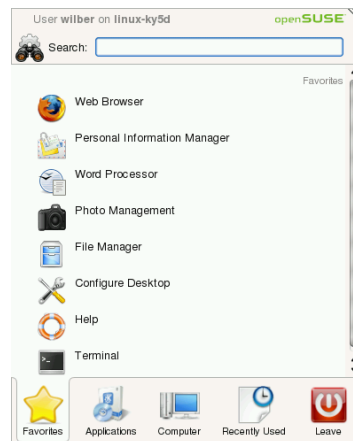 User wilber on linux-ky5d
openSUSE
Search:
Favorites
Web Browser
Personal Information Manager
Word Processor
Photo Management
File Manager
Configure Desktop
Help
Terminal
Favorites Applications Computer Recently Used Leave